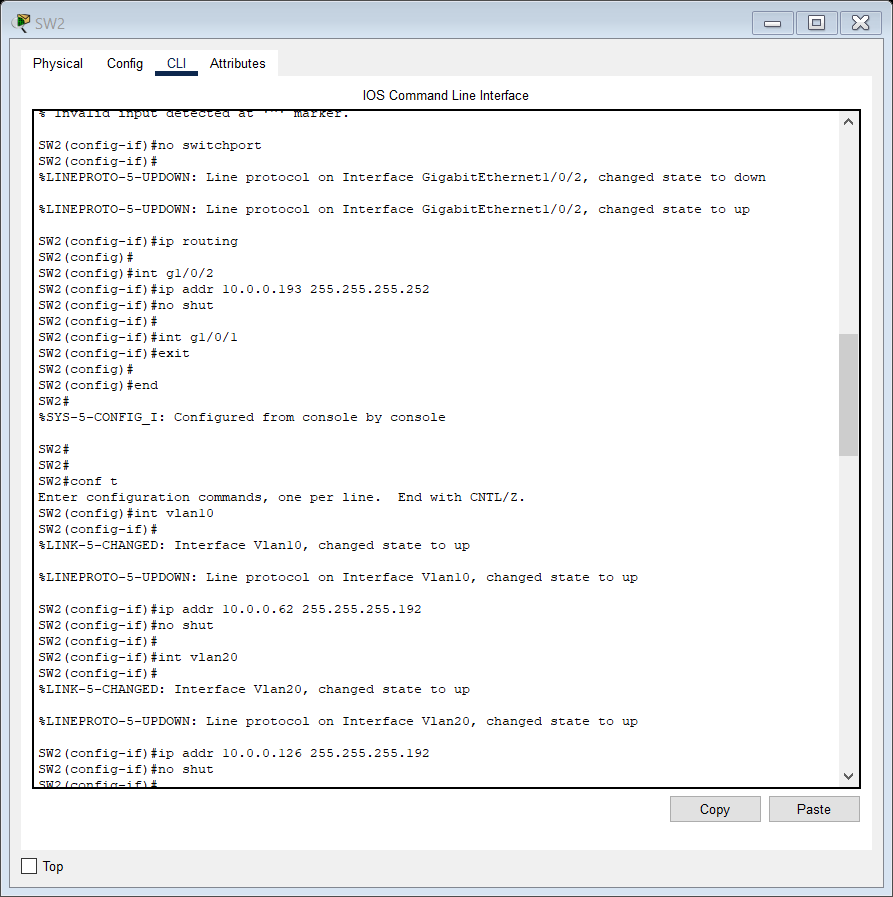 SW2
Physical Config CLI Attributes
IOS Command Line Interface
% Invalid input detected at '^' marker.
SW2(config-if)#no switchport
SW2(config-if)#
%LINEPROTO-5-UPDOWN: Line protocol on Interface GigabitEthernet1/0/2, changed state to down
%LINEPROTO-5-UPDOWN: Line protocol on Interface GigabitEthernet1/0/2, changed state to up
SW2(config-if)#ip routing
SW2(config)#
SW2(config)#int g1/0/2
SW2(config-if)#ip addr 10.0.0.193 255.255.255.252
SW2(config-if)#no shut
SW2(config-if)#
SW2(config-if)#int g1/0/1
SW2(config-if)#exit
SW2(config)#
SW2(config)#end
SW2#
%SYS-5-CONFIG_I: Configured from console by console
SW2#
SW2#
SW2#conf t
Enter configuration commands, one per line.  End with CNTL/Z.
SW2(config)#int vlan10
SW2(config-if)#
%LINK-5-CHANGED: Interface Vlan10, changed state to up
%LINEPROTO-5-UPDOWN: Line protocol on Interface Vlan10, changed state to up
SW2(config-if)#ip addr 10.0.0.62 255.255.255.192
SW2(config-if)#no shut
SW2(config-if)#
SW2(config-if)#int vlan20
SW2(config-if)#
%LINK-5-CHANGED: Interface Vlan20, changed state to up
%LINEPROTO-5-UPDOWN: Line protocol on Interface Vlan20, changed state to up
SW2(config-if)#ip addr 10.0.0.126 255.255.255.192
SW2(config-if)#no shut
SW2(config-if)#
Copy Paste
Top